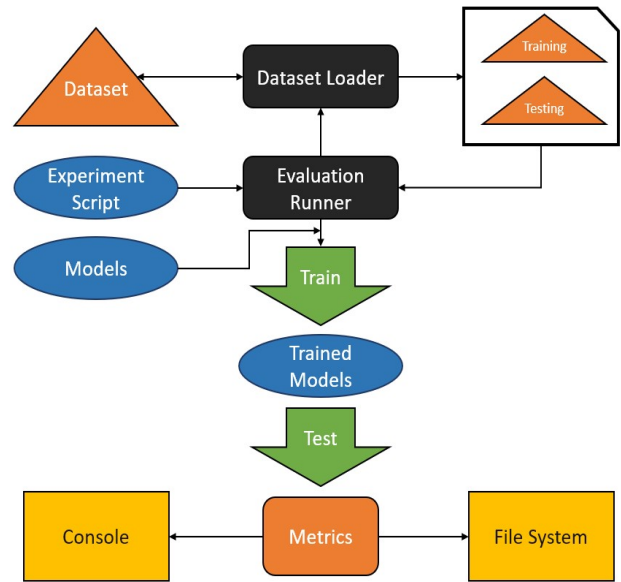 Dataset
Dataset Loader
Training
Testing
Experiment
Script
Evaluation
Runner
Models
Train
Trained
Models
Test
Console
Metrics
File System